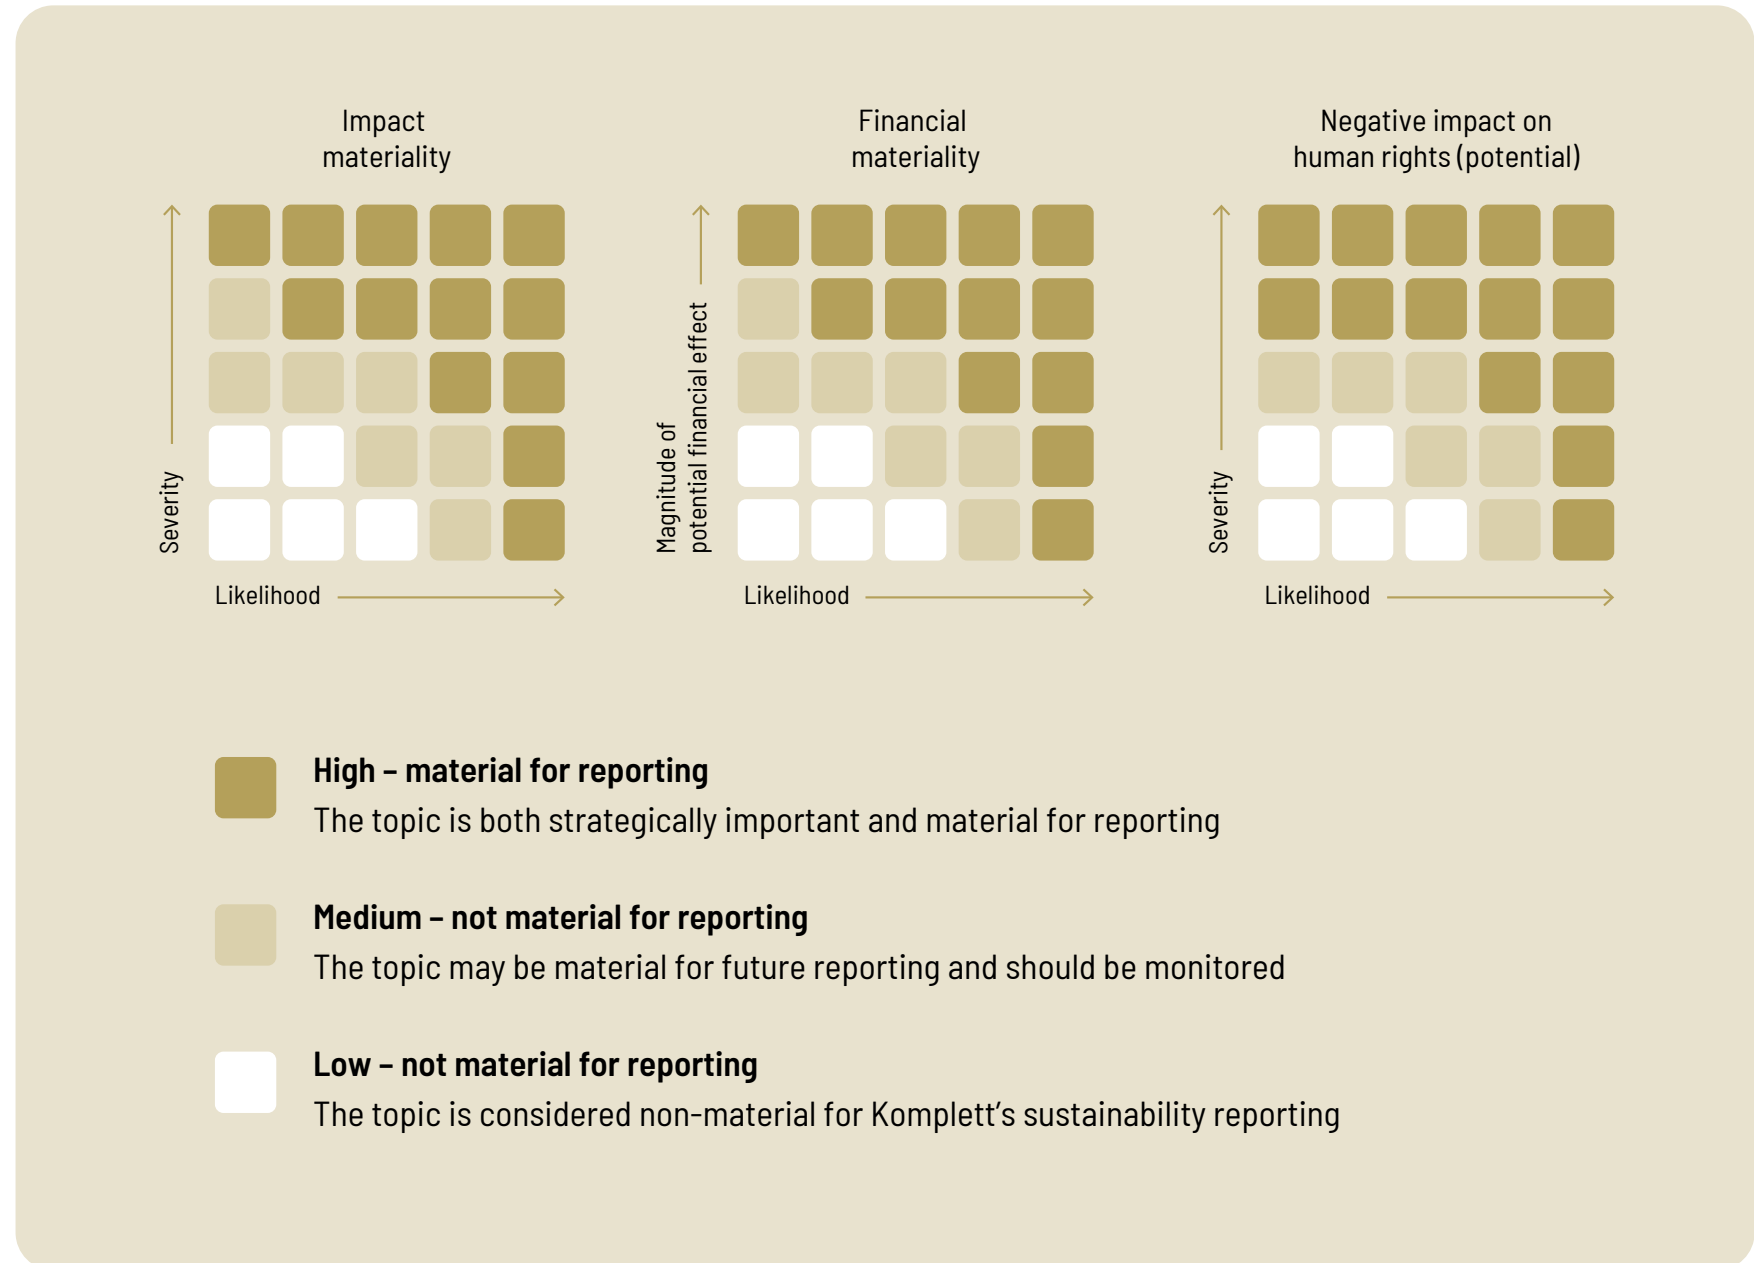 Impact
materiality
Severity
Likelihood
Financial
materiality
Magnitude of
potential financial effect
Likelihood
Negative impact on
human rights (potential)
Severity
Likelihood
High – material for reporting
The topic is both strategically important and material for reporting
Medium – not material for reporting
The topic may be material for future reporting and should be monitored
Low – not material for reporting
The topic is considered non-material for Komplett’s sustainability reporting